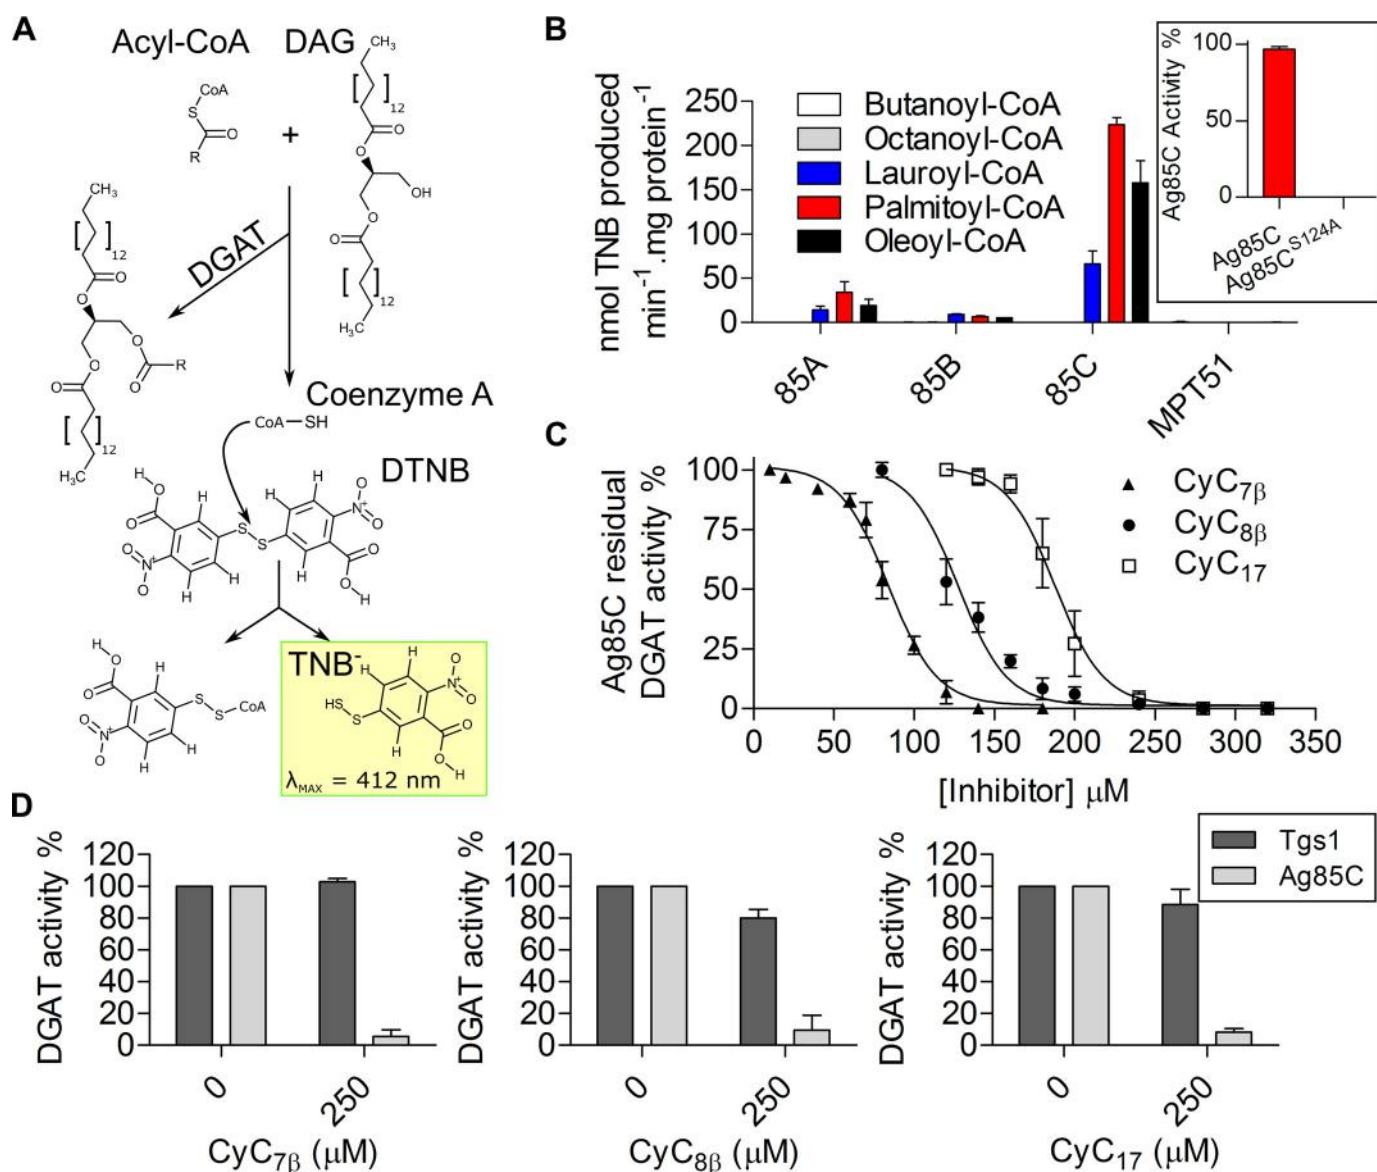 A
Acyl-CoA DAG
CoA
S
O
R
+
CH₃
[ ]₁₂
O
O
OH
O
O
[ ]₁₂
H₃C
DGAT
CH₃
[ ]₁₂
O
O
O
O
R
O
O
[ ]₁₂
H₃C
Coenzyme A
CoA—SH
DTNB
H O O H H N⁺ O O⁻
S S
O N⁺ O⁻ H H H O O H
TNB⁻
H O O H S S CoA
O N⁺ O⁻ H H
HS S H H N⁺ O O⁻ O O H
λMAX = 412 nm
B
nmol TNB produced
min⁻¹.mg protein⁻¹
250
200
150
100
50
0
Butanoyl-CoA
Octanoyl-CoA
Lauroyl-CoA
Palmitoyl-CoA
Oleoyl-CoA
85A 85B 85C MPT51
Ag85C Activity %
100
50
0
Ag85C
Ag85C^S124A
C
Ag85C residual
DGAT activity %
100
75
50
25
0
0 50 100 150 200 250 300 350
[Inhibitor] μM
CyC₇β
CyC₈β
CyC₁₇
D
DGAT activity %
120
100
80
60
40
20
0
0 250
CyC₇β (μM)
DGAT activity %
120
100
80
60
40
20
0
0 250
CyC₈β (μM)
DGAT activity %
120
100
80
60
40
20
0
0 250
CyC₁₇ (μM)
Tgs1
Ag85C